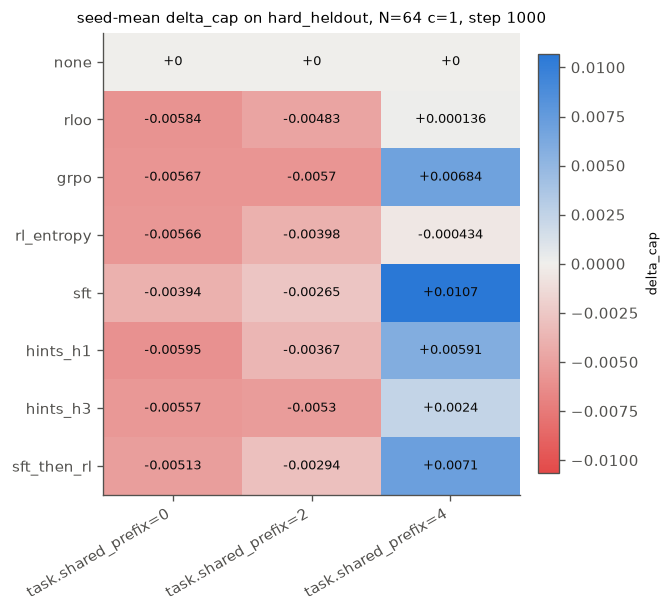 seed-mean delta_cap on hard_heldout, N=64 c=1, step 1000
none +0 +0 +0
rloo -0.00584 -0.00483 +0.000136
grpo -0.00567 -0.0057 +0.00684
rl_entropy -0.00566 -0.00398 -0.000434
sft -0.00394 -0.00265 +0.0107
hints_h1 -0.00595 -0.00367 +0.00591
hints_h3 -0.00557 -0.0053 +0.0024
sft_then_rl -0.00513 -0.00294 +0.0071
task.shared_prefix=0
task.shared_prefix=2
task.shared_prefix=4
0.0100
0.0075
0.0050
0.0025
0.0000
−0.0025
−0.0050
−0.0075
−0.0100
delta_cap